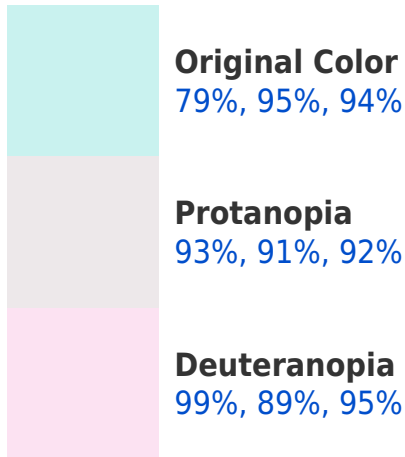 Original Color
79%, 95%, 94%
Protanopia
93%, 91%, 92%
Deuteranopia
99%, 89%, 95%